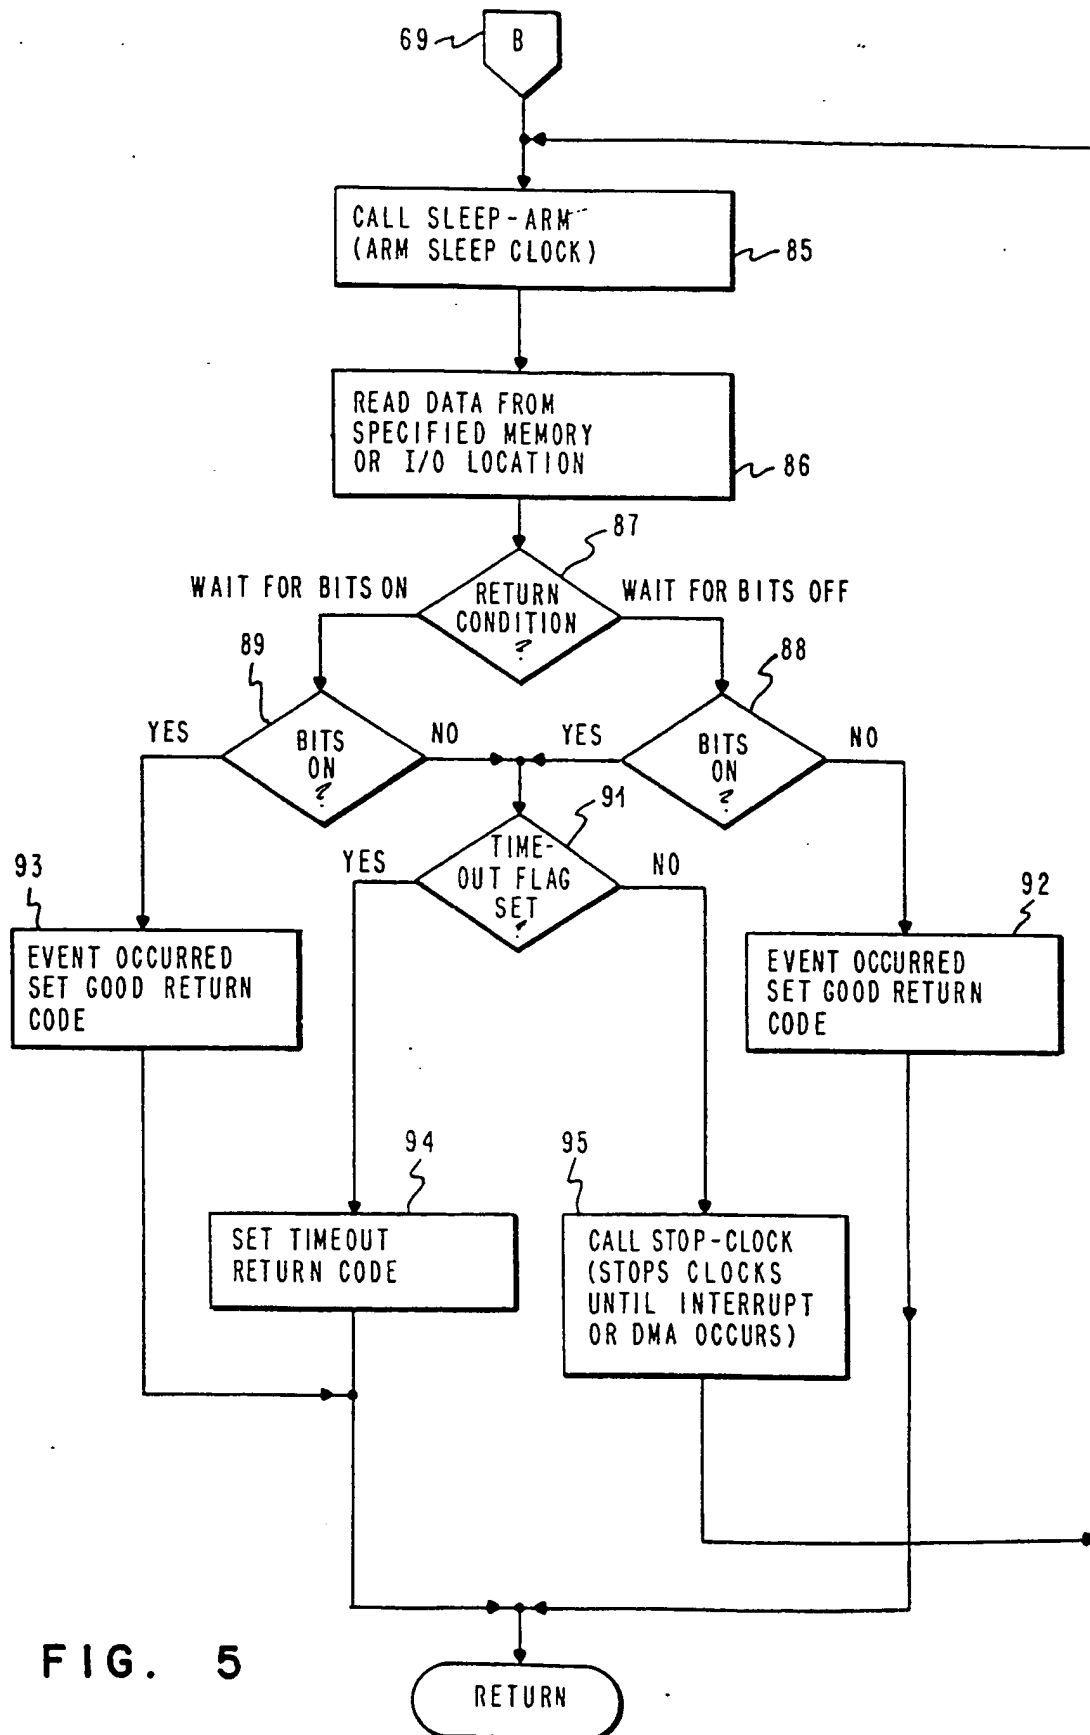 69
B
CALL SLEEP-ARM
(ARM SLEEP CLOCK)
85
READ DATA FROM
SPECIFIED MEMORY
OR I/O LOCATION
86
87
WAIT FOR BITS ON
RETURN
CONDITION
?
WAIT FOR BITS OFF
89
88
YES
BITS
ON
?
NO
YES
BITS
ON
?
NO
91
YES
TIME-
OUT FLAG
SET
?
NO
93
EVENT OCCURRED
SET GOOD RETURN
CODE
92
EVENT OCCURRED
SET GOOD RETURN
CODE
94
SET TIMEOUT
RETURN CODE
95
CALL STOP-CLOCK
(STOPS CLOCKS
UNTIL INTERRUPT
OR DMA OCCURS)
FIG. 5
RETURN